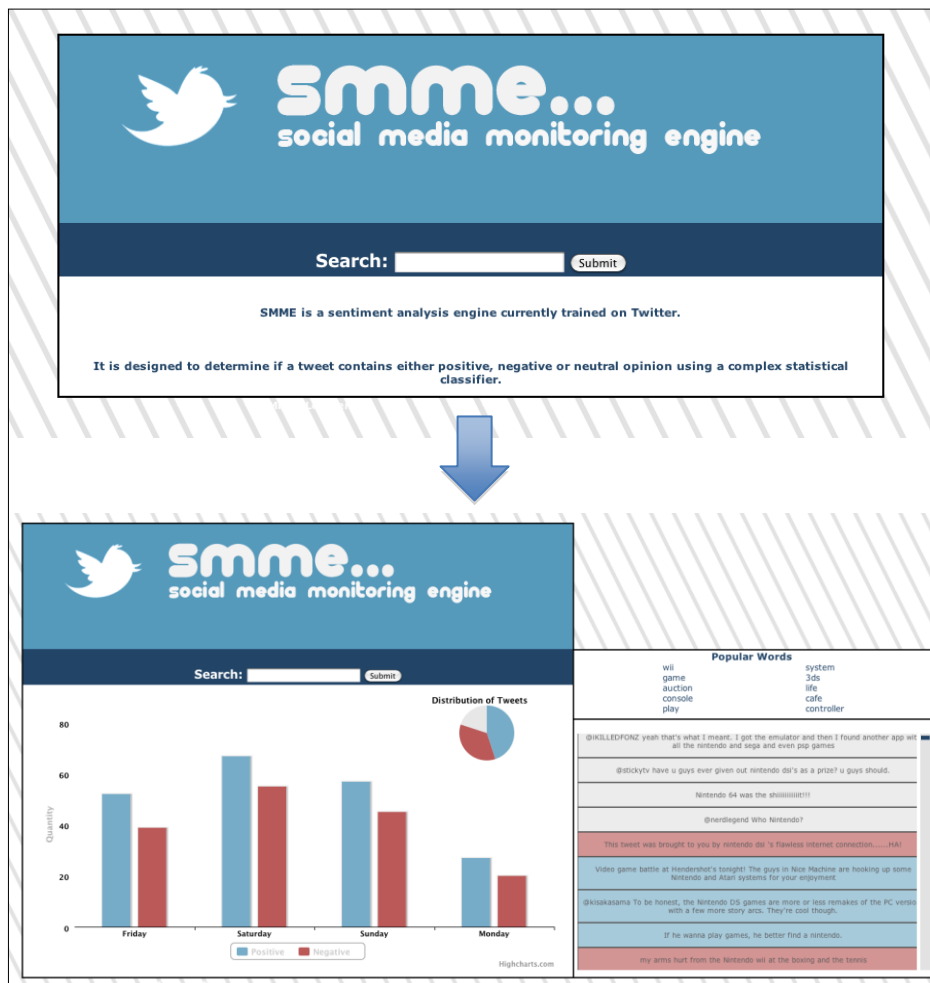 smme...
social media monitoring engine
Search:
Submit
SMME is a sentiment analysis engine currently trained on Twitter.
It is designed to determine if a tweet contains either positive, negative or neutral opinion using a complex statistical
classifier.
smme...
social media monitoring engine
Search:
Submit
Distribution of Tweets
80
60
40
20
0
Quantity
Friday
Saturday
Sunday
Monday
Positive
Negative
Highcharts.com
Popular Words
wii system
game 3ds
auction life
console cafe
play controller
@iKILLEDFONZ yeah that's what I meant. I got the emulator and then I found another app wit
all the nintendo and sega and even psp games
@stickytv have u guys ever given out nintendo dsi's as a prize? u guys should.
Nintendo 64 was the
@nerdlegend Who Nintendo?
This tweet was brought to you by nintendo dsi 's flawless internet connection.......HA!
Video game battle at Hendershot's tonight! The guys in Nice Machine are hooking up some
Nintendo and Atari systems for your enjoyment
@kisakasama To be honest, the Nintendo DS games are more or less remakes of the PC versio
with a few more story arcs. They're cool though.
If he wanna play games, he better find a nintendo.
my arms hurt from the Nintendo wii at the boxing and the tennis